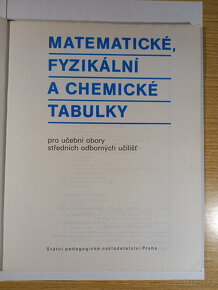 MATEMATICKÉ,
FYZIKÁLNÍ
A CHEMICKÉ
TABULKY
pro učební obory
středních odborných učilišť
Státní pedagogické nakladatelství Praha